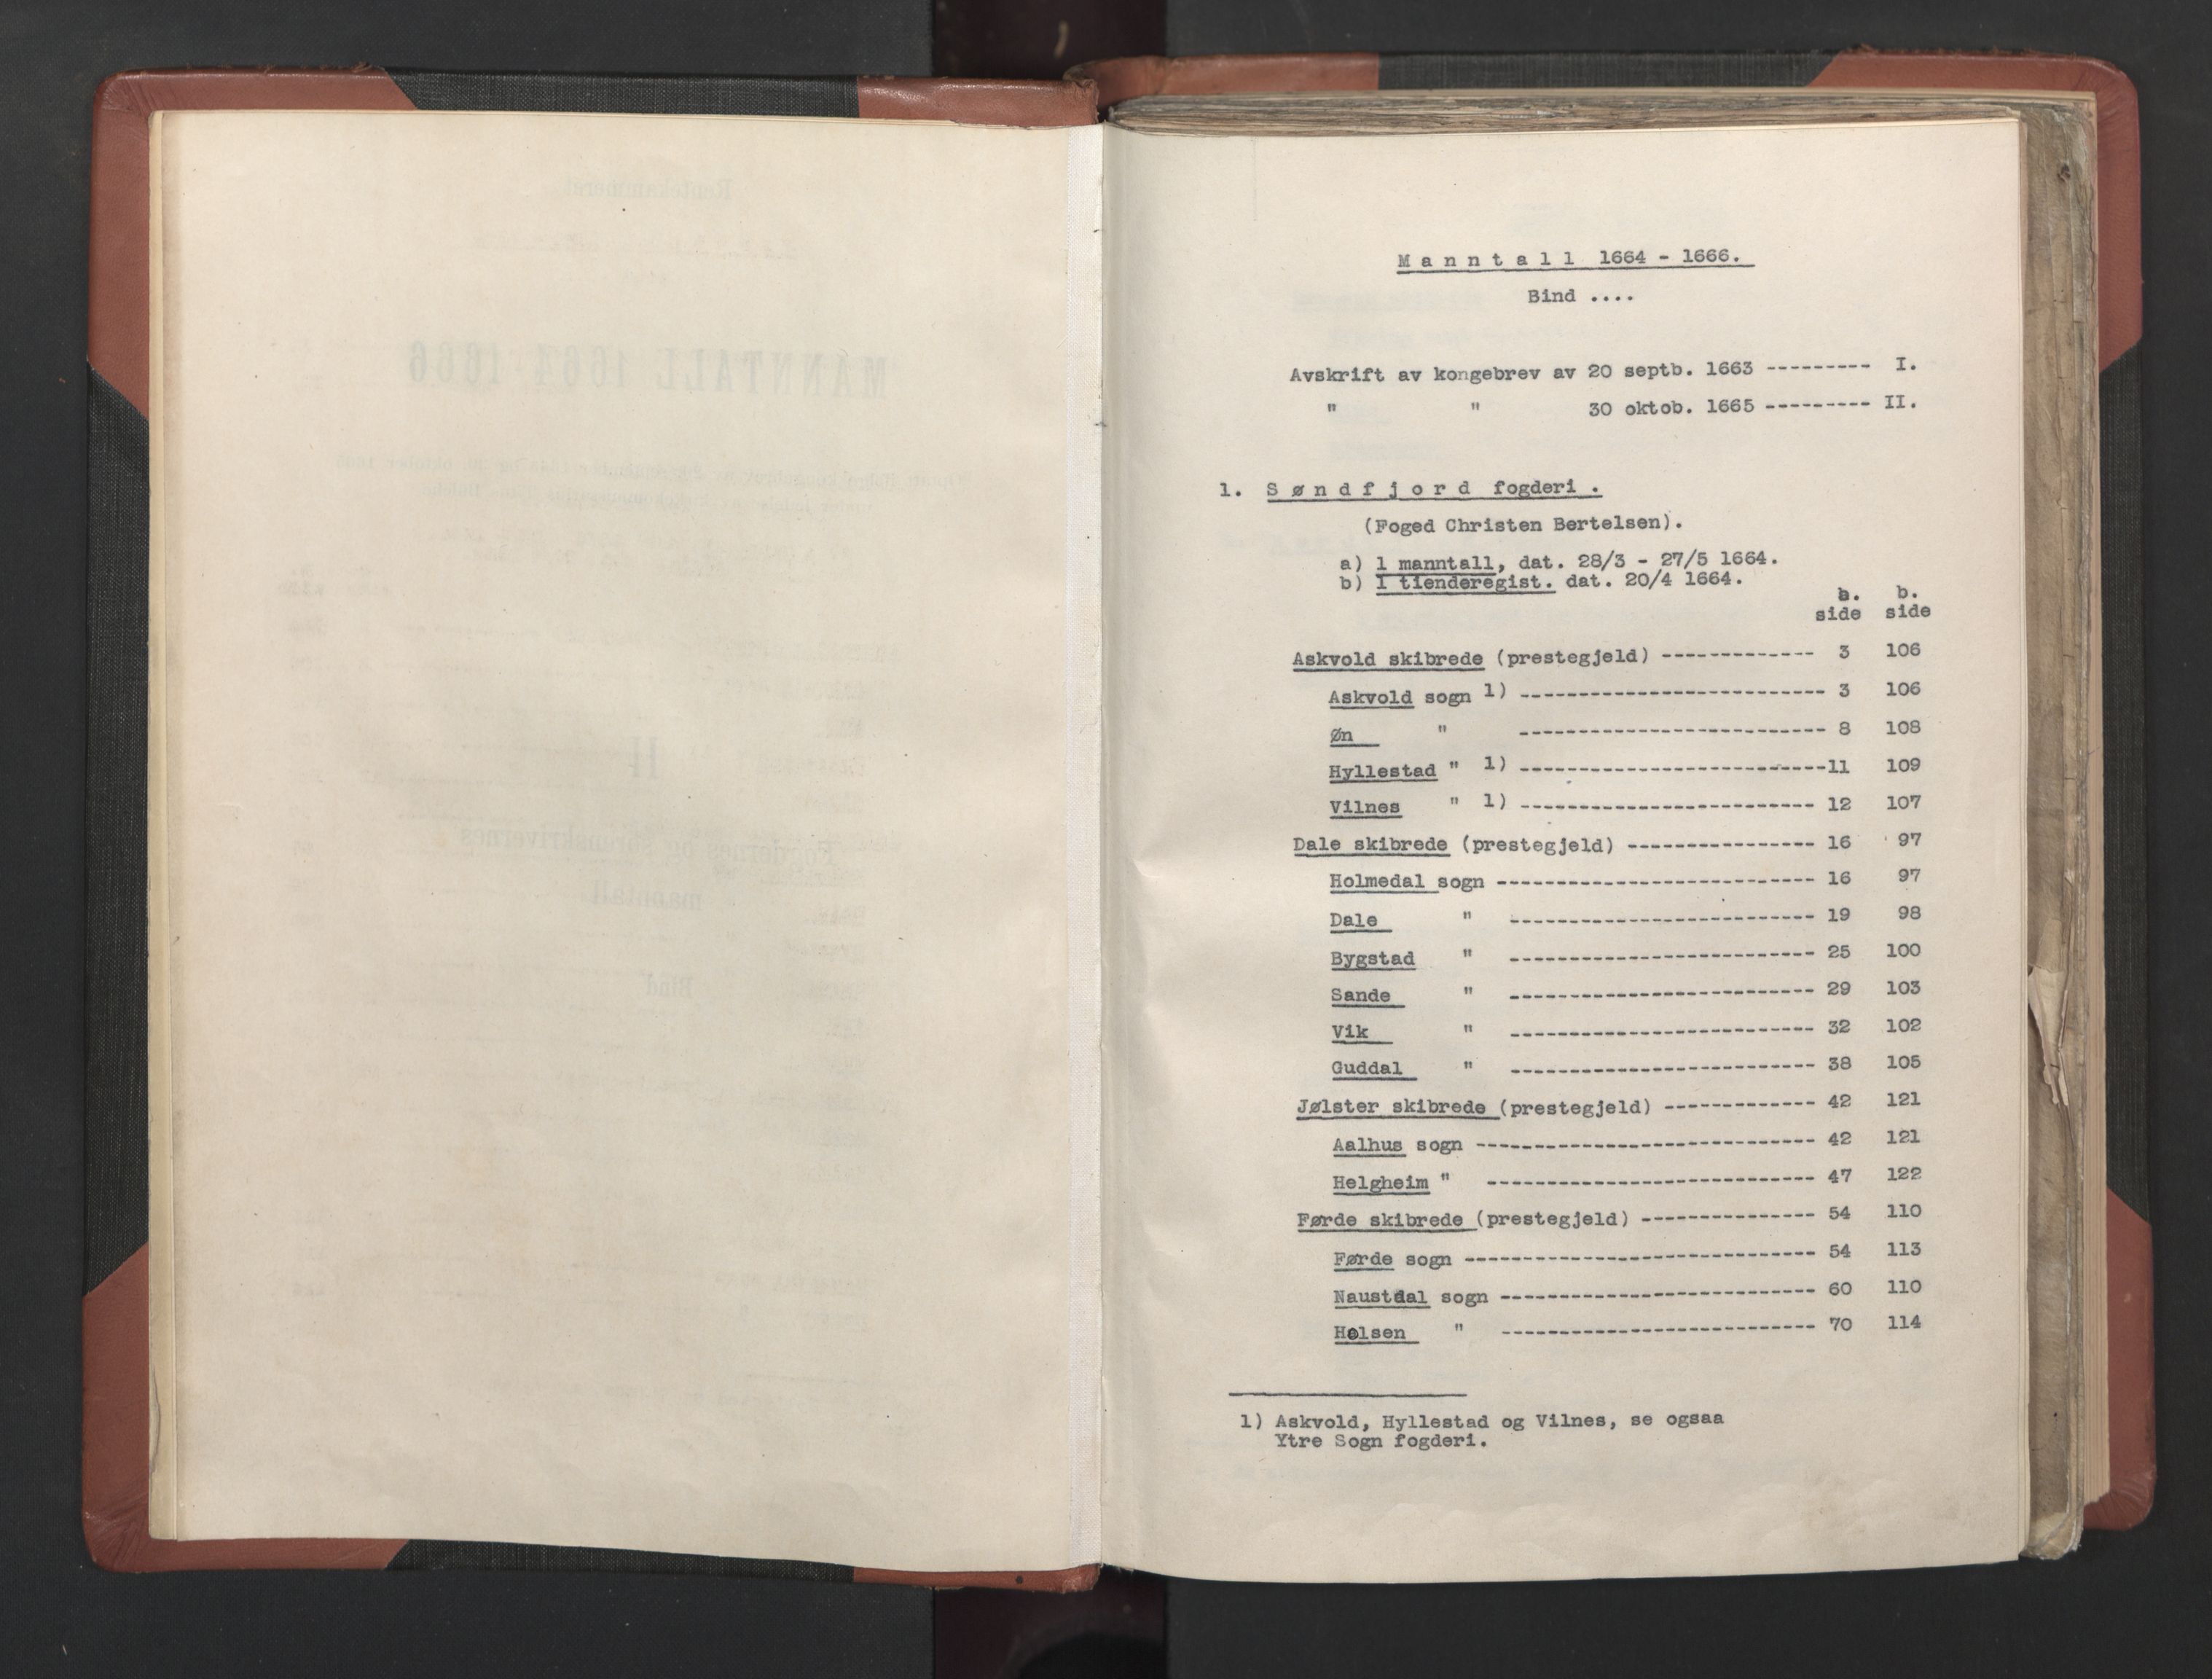 Manntall 1664 - 1666.
Bind ....
Avskrift av kongebrev av 20 septb. 1663 --------- I.
" " 30 oktob. 1665 --------- II.
1. Søndfjord fogderi .
(Foged Christen Bertelsen).
a) 1 manntall, dat. 28/3 - 27/5 1664.
b) 1 tienderegist. dat. 20/4 1664.
a. b.
side side
Askvold skibrede (prestegjeld) ------------- 3 106
Askvold sogn 1) -------------------------- 3 106
Øn " -------------------------- 8 108
Hyllestad " 1) --------------------------11 109
Vilnes " 1) ------------------------- 12 107
Dale skibrede (prestegjeld) ---------------- 16 97
Holmedal sogn --------------------------- 16 97
Dale " -------------------------- 19 98
Bygstad " -------------------------- 25 100
Sande " -------------------------- 29 103
Vik " -------------------------- 32 102
Guddal " -------------------------- 38 105
Jølster skibrede (prestegjeld) ------------- 42 121
Aalhus sogn ----------------------------- 42 121
Helgheim " ---------------------------- 47 122
Førde skibrede (prestegjeld) --------------- 54 110
Førde sogn ------------------------------ 54 113
Naustdal sogn --------------------------- 60 110
Holsen " --------------------------- 70 114
1) Askvold, Hyllestad og Vilnes, se ogsaa
Ytre Sogn fogderi.